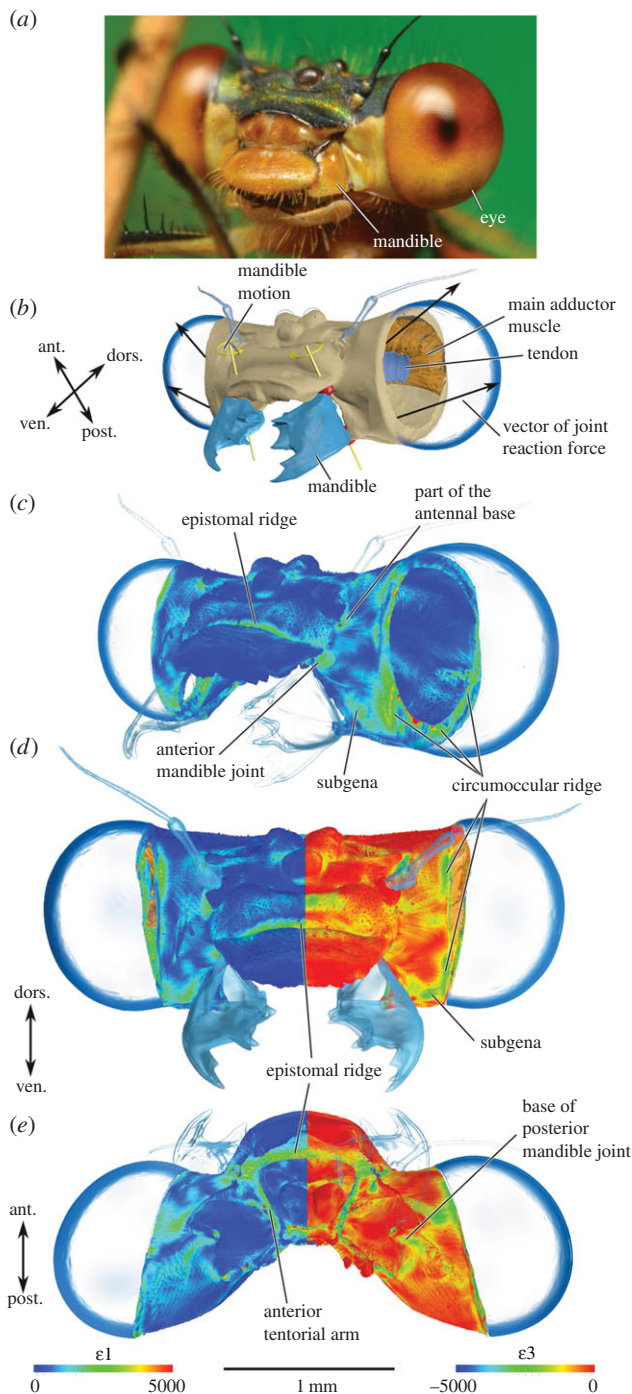 (a)
eye
mandible
(b)
mandible
motion
main adductor
muscle
tendon
ant.
dors.
ven.
post.
vector of joint
reaction force
mandible
(c)
part of the
antennal base
epistomal ridge
anterior
mandible joint
subgena
circumoccular ridge
(d)
dors.
ven.
subgena
epistomal ridge
(e)
base of
posterior
mandible joint
ant.
post.
anterior
tentorial arm
ε1
0
5000
1 mm
ε3
−5000
0